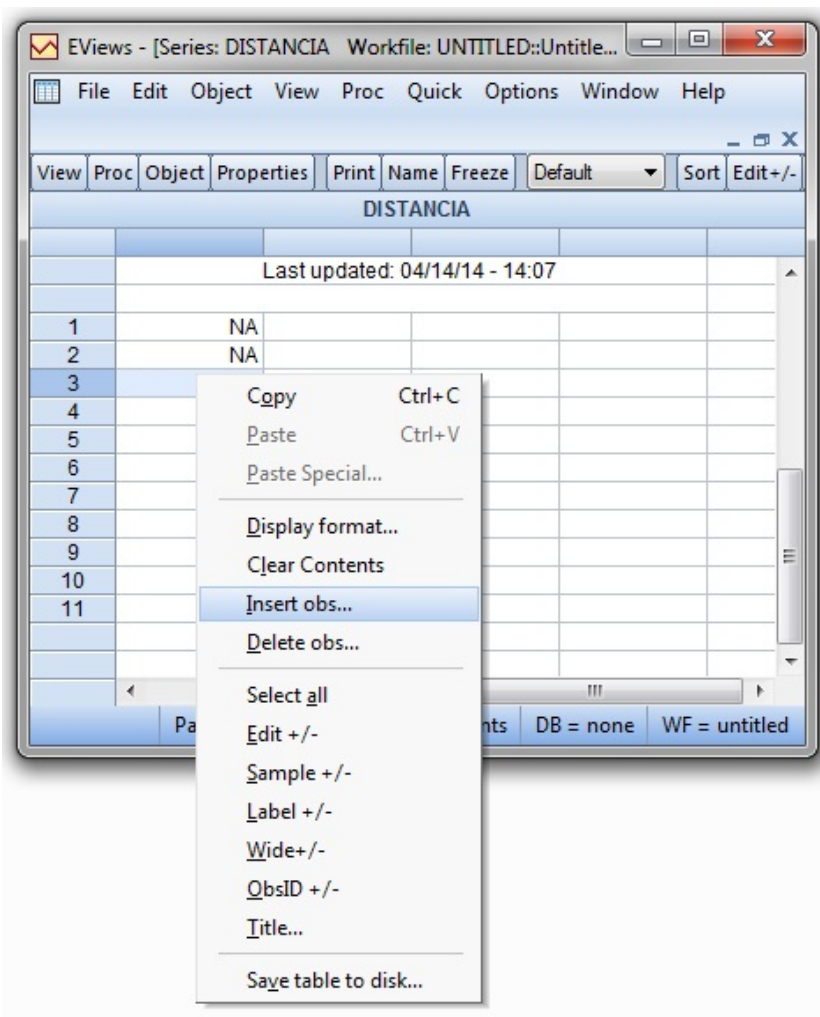 EViews - [Series: DISTANCIA Workfile: UNTITLED::Untitle...
File Edit Object View Proc Quick Options Window Help
View Proc Object Properties Print Name Freeze Default Sort Edit+/-
DISTANCIA
Last updated: 04/14/14 - 14:07
1 NA
2 NA
3
4
5
6
7
8
9
10
11
Copy Ctrl+C
Paste Ctrl+V
Paste Special...
Display format...
Clear Contents
Insert obs...
Delete obs...
Select all
Edit +/-
Sample +/-
Label +/-
Wide+/-
ObsID +/-
Title...
Save table to disk...
DB = none WF = untitled